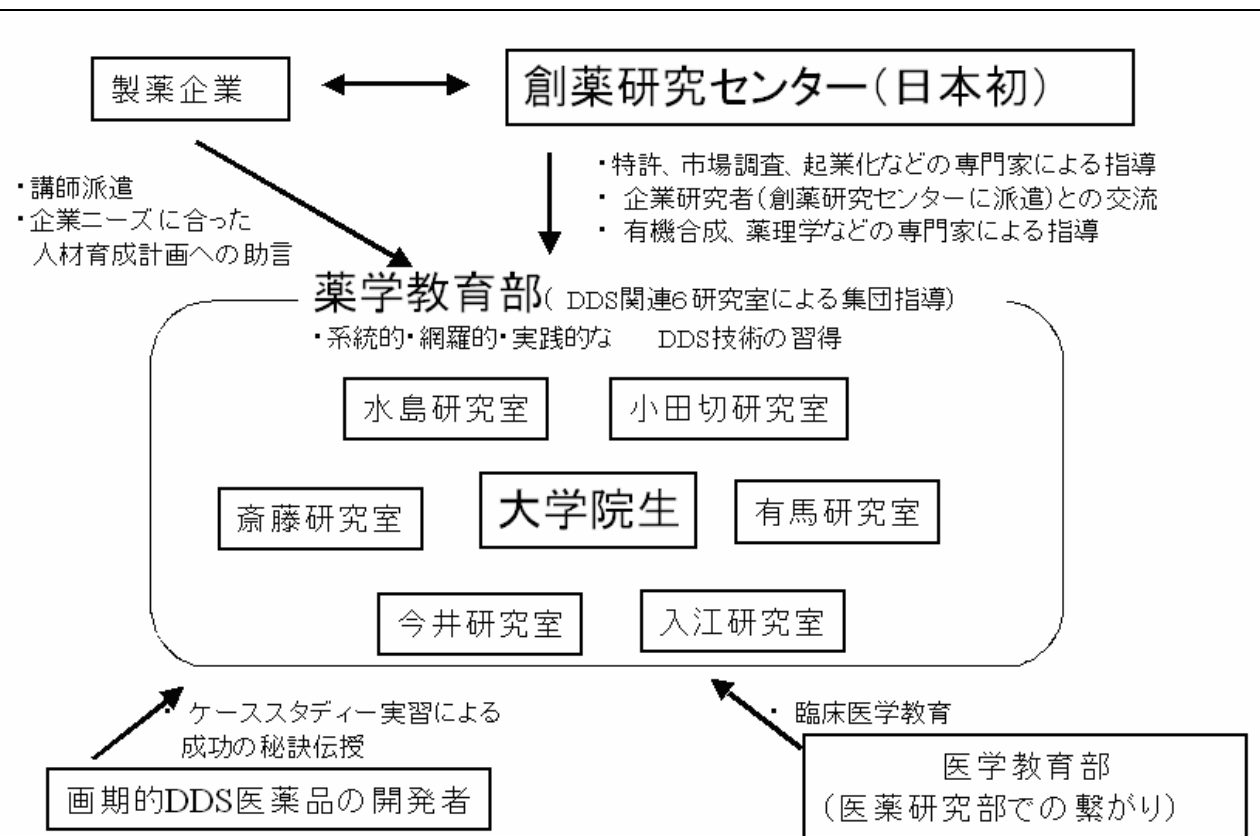 製薬企業
創薬研究センター(日本初)
・講師派遣
・企業ニーズに合った
人材育成計画への助言
・特許、市場調査、起業化などの専門家による指導
・ 企業研究者(創薬研究センターに派遣)との交流
・ 有機合成、薬理学などの専門家による指導
薬学教育部( DDS関連6研究室による集団指導)
・系統的・網羅的・実践的な DDS技術の習得
水島研究室
小田切研究室
斎藤研究室
大学院生
有馬研究室
今井研究室
入江研究室
・ ケーススタディー実習による
成功の秘訣伝授
画期的DDS医薬品の開発者
・ 臨床医学教育
医学教育部
(医薬研究部での繋がり)